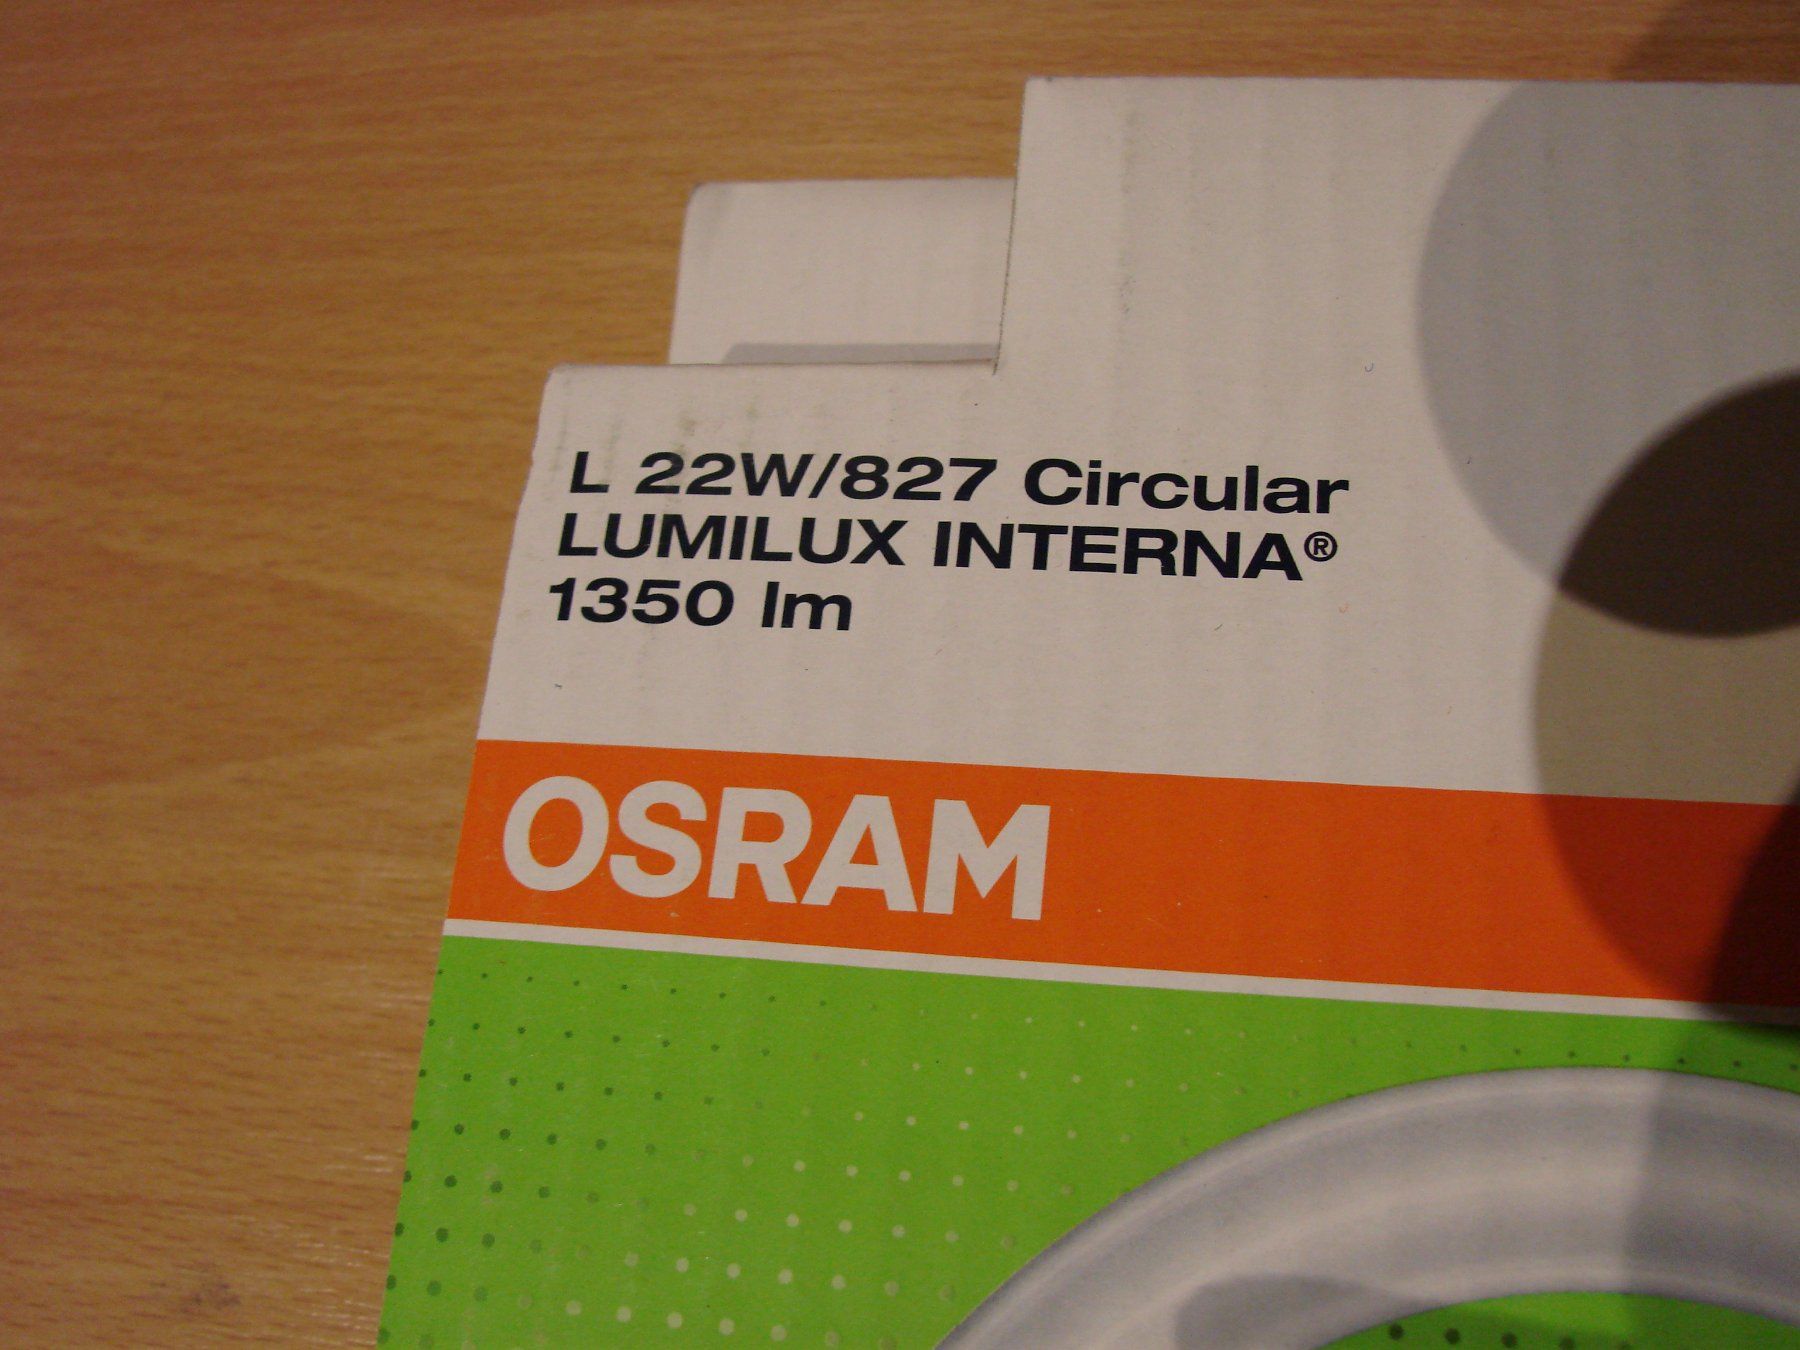 L 22W/827 Circular
LUMILUX INTERNA®
1350 lm
OSRAM